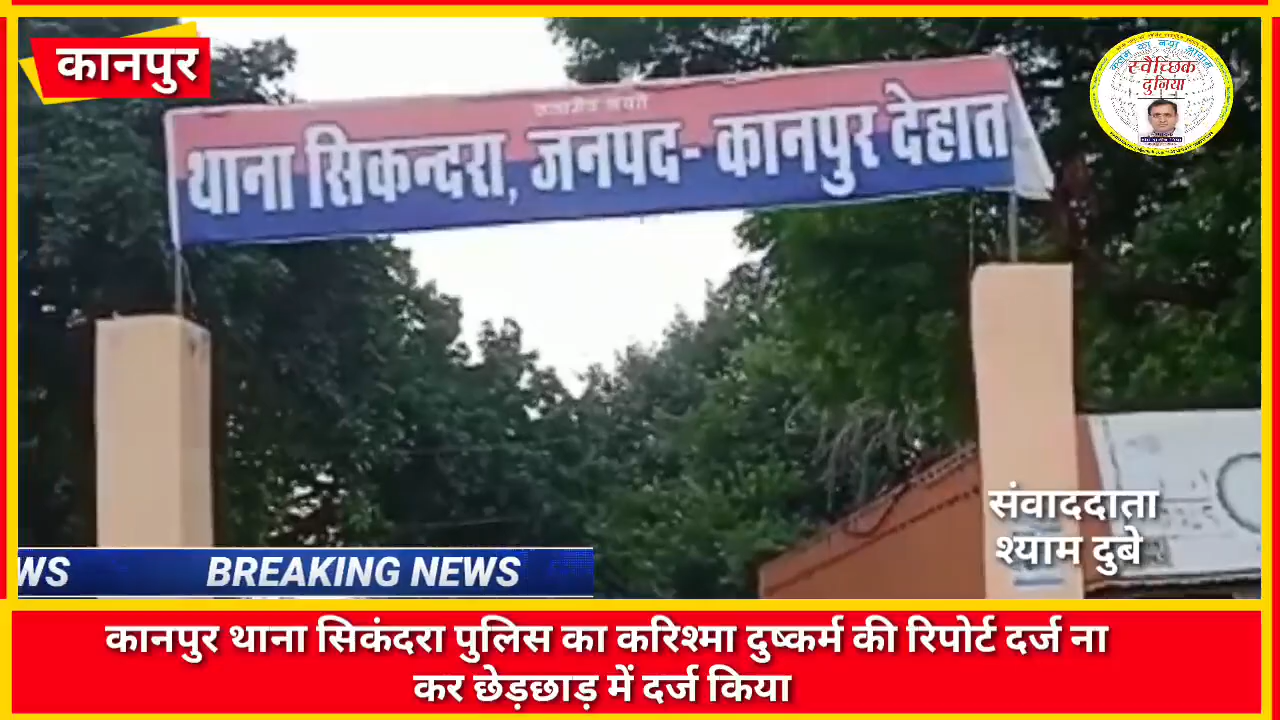 कानपुर
स्वैच्छिक
दुनिया
थाना सिकन्दरा, जनपद- कानपुर देहात
संवाददाता
श्याम दुबे
WS BREAKING NEWS
कानपुर थाना सिकंदरा पुलिस का करिश्मा दुष्कर्म की रिपोर्ट दर्ज ना
कर छेड़छाड़ में दर्ज किया